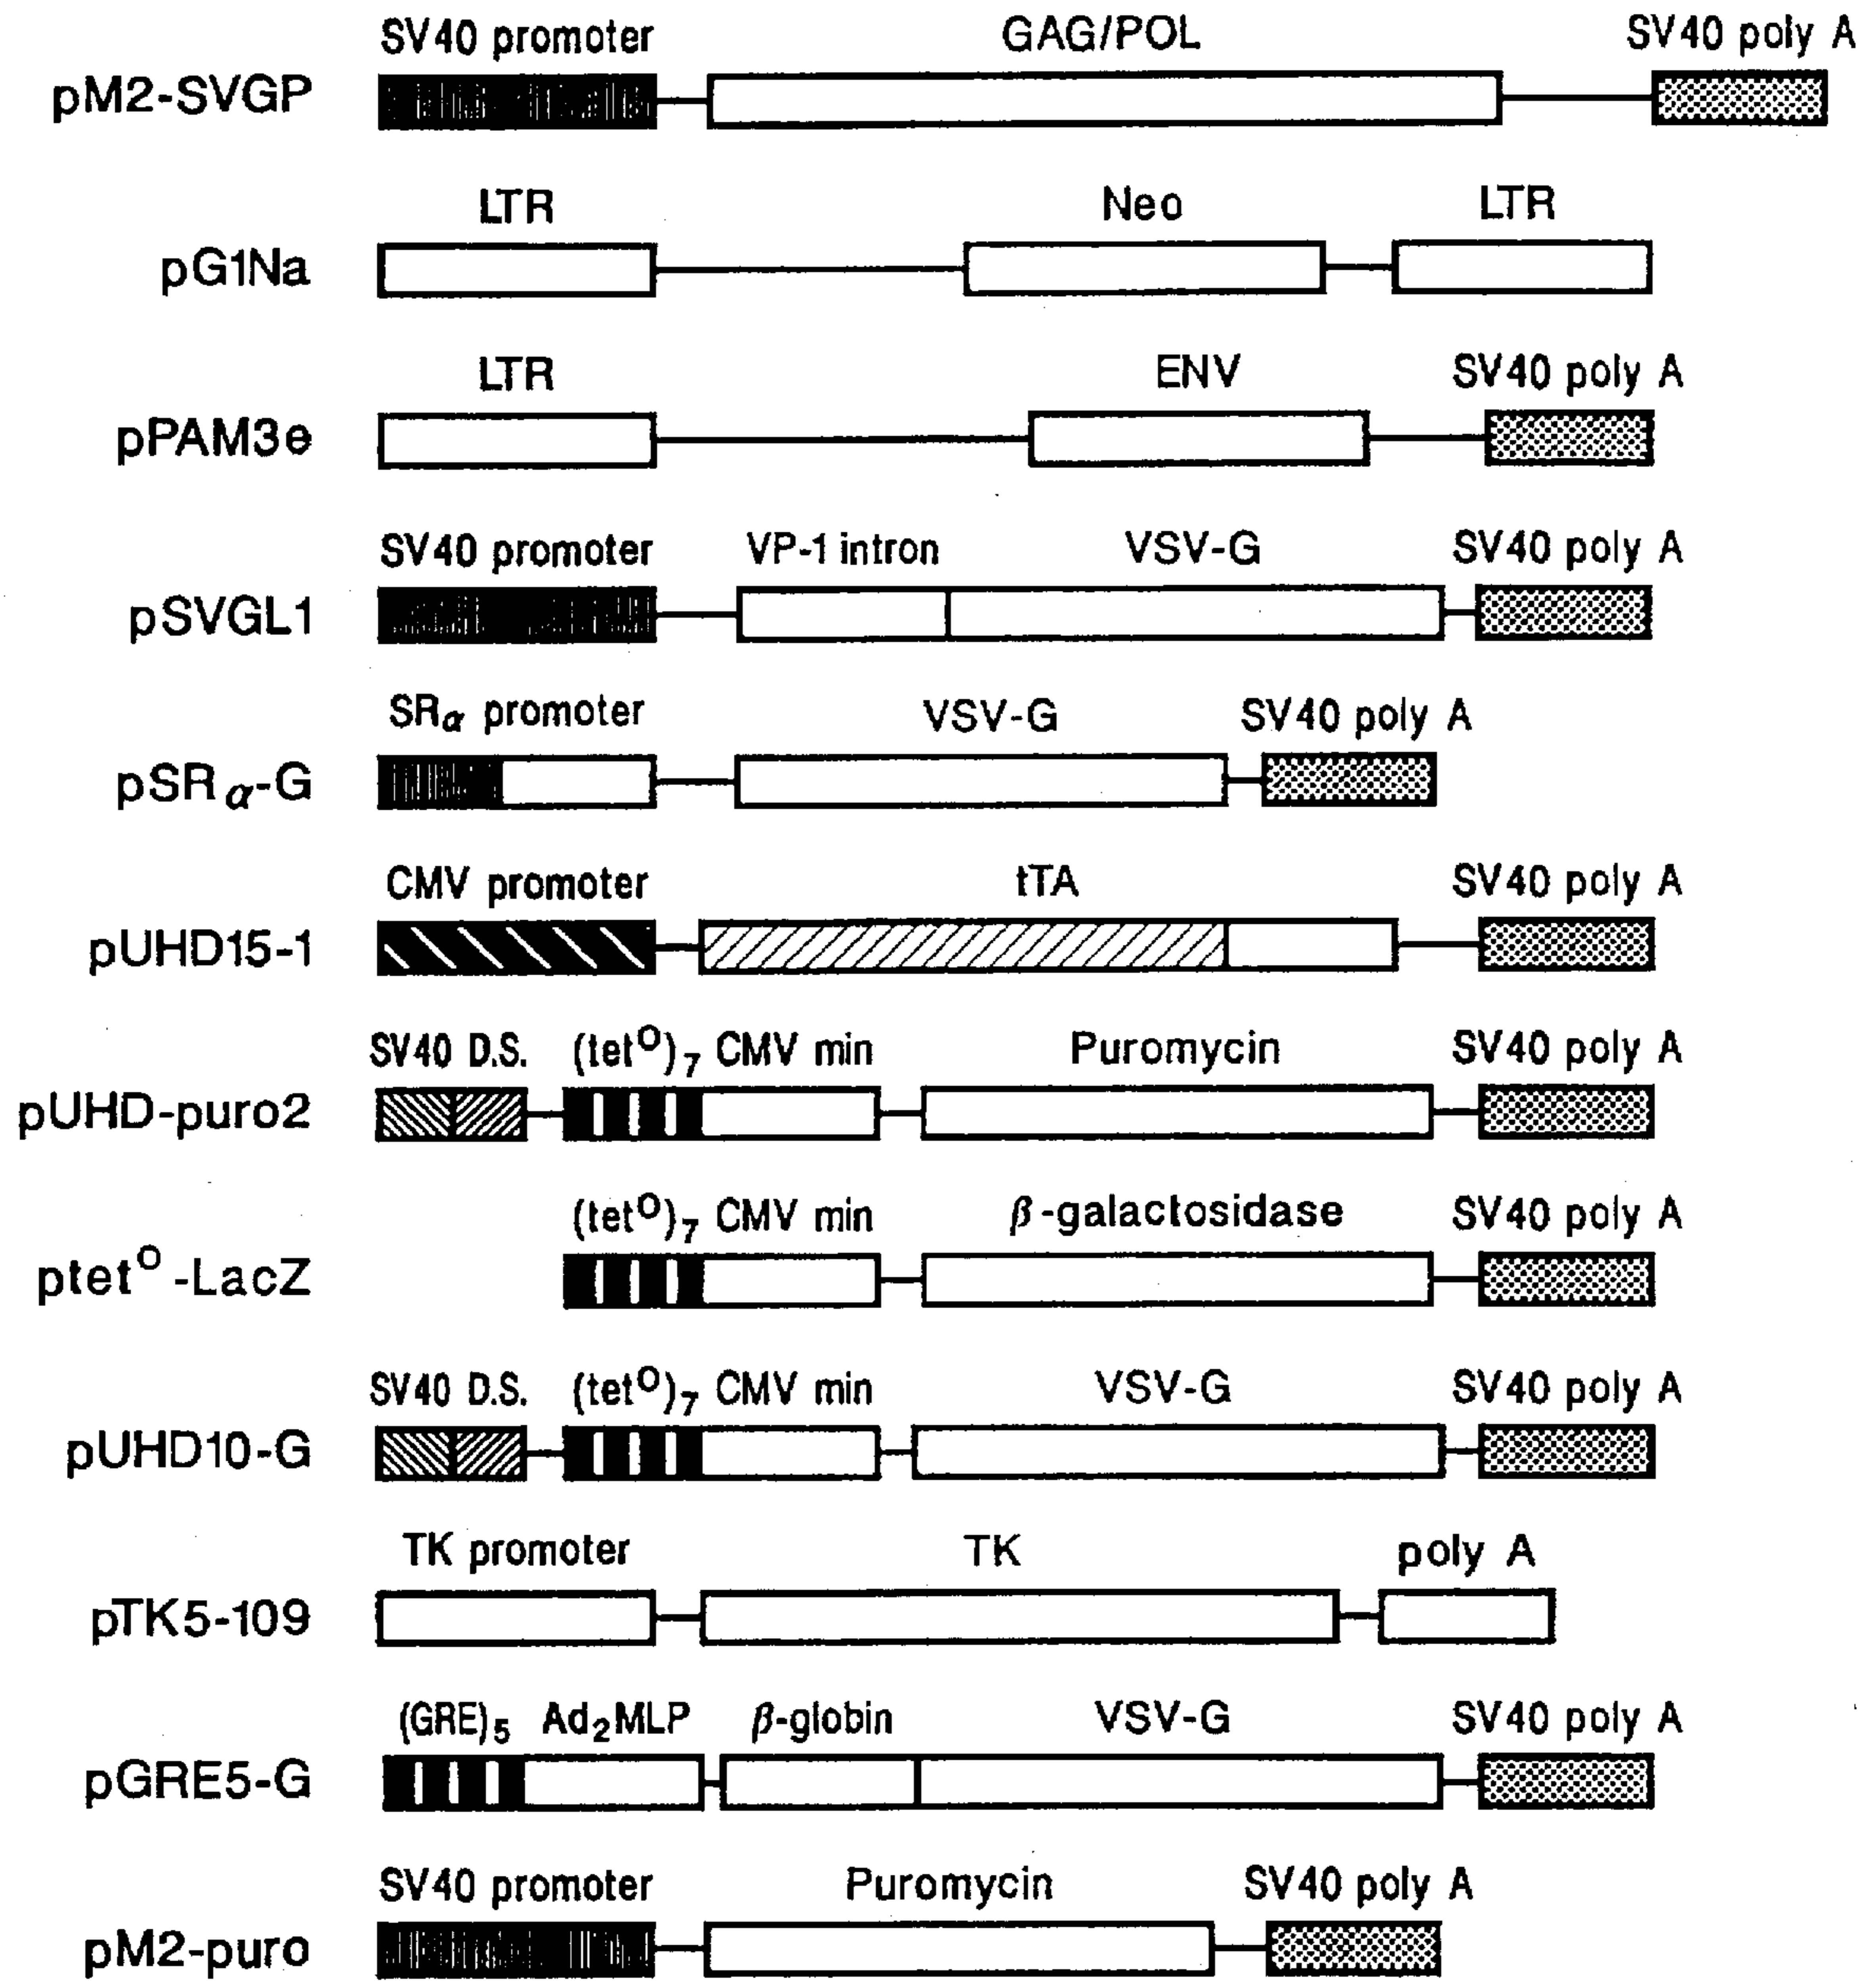 SV40 promoter GAG/POL SV40 poly A
pM2-SVGP
LTR Neo LTR
pG1Na
LTR ENV SV40 poly A
pPAM3e
SV40 promoter VP-1 intron VSV-G SV40 poly A
pSVGL1
SRα promoter VSV-G SV40 poly A
pSRα-G
CMV promoter tTA SV40 poly A
pUHD15-1
SV40 D.S. (tetO)7 CMV min Puromycin SV40 poly A
pUHD-puro2
(tetO)7 CMV min β-galactosidase SV40 poly A
ptetO-LacZ
SV40 D.S. (tetO)7 CMV min VSV-G SV40 poly A
pUHD10-G
TK promoter TK poly A
pTK5-109
(GRE)5 Ad2MLP β-globin VSV-G SV40 poly A
pGRE5-G
SV40 promoter Puromycin SV40 poly A
pM2-puro